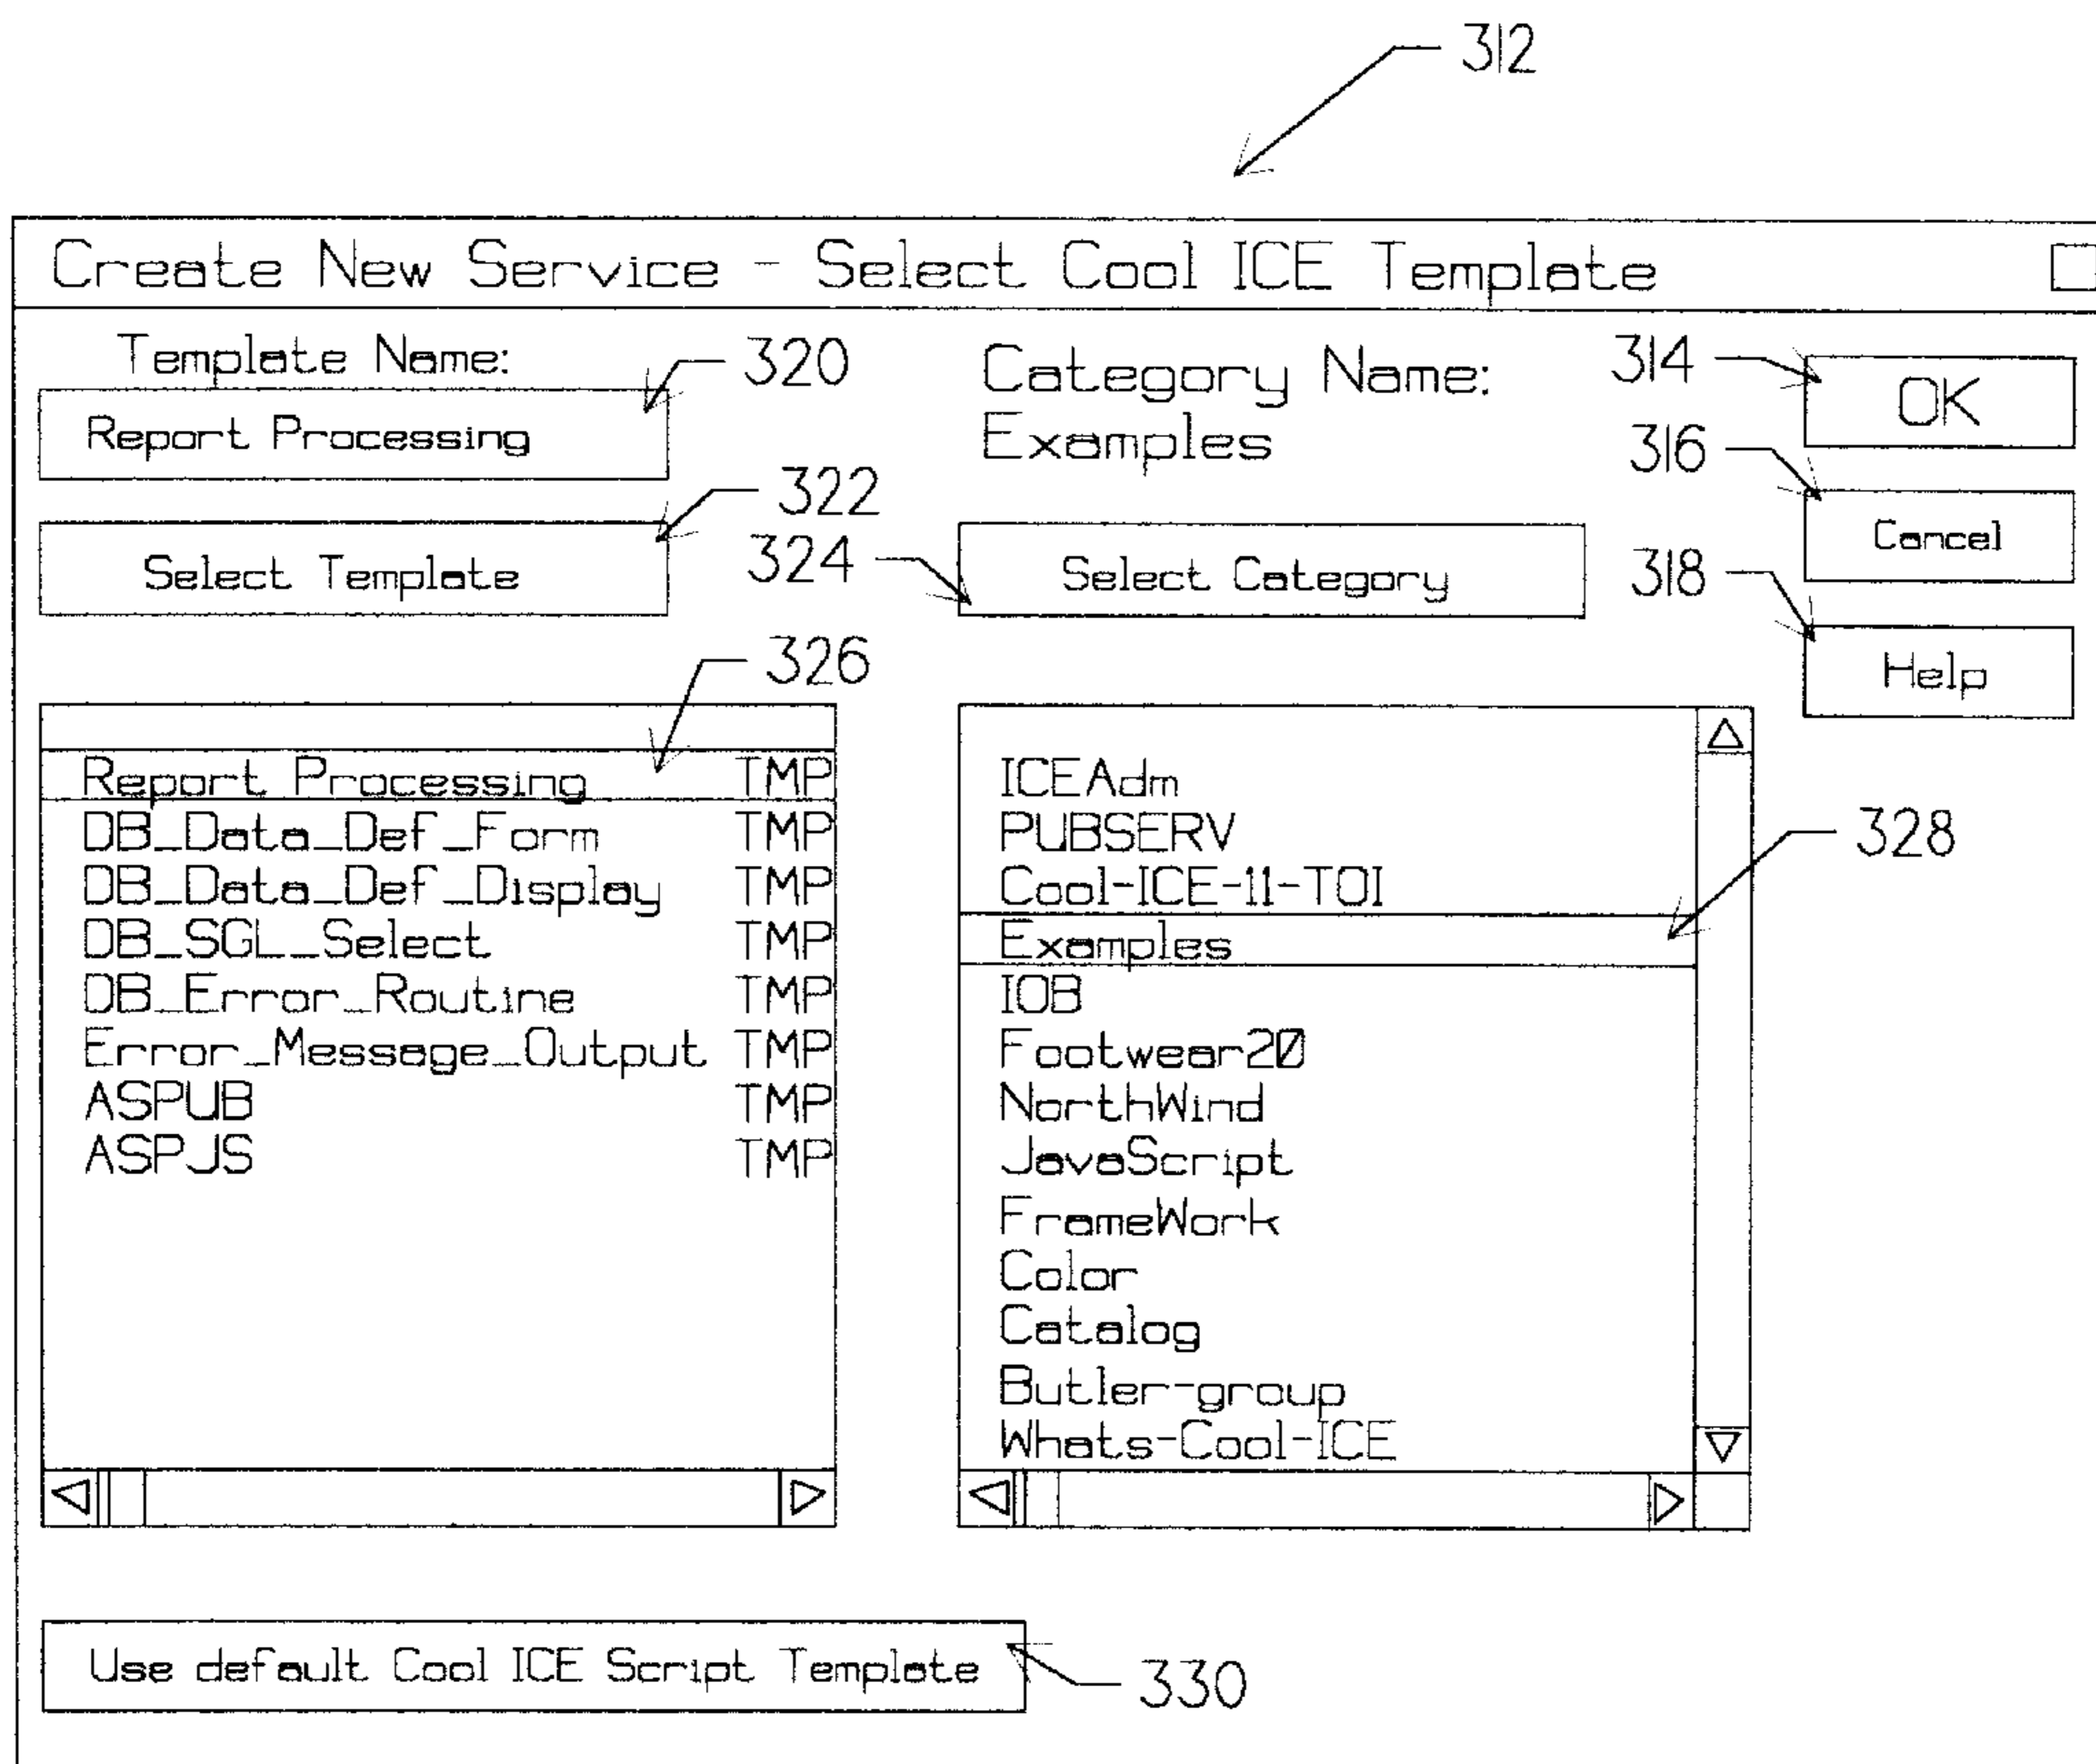 312
Create New Service - Select Cool ICE Template
Template Name:
320
Report Processing
Category Name:
Examples
314
OK
316
Cancel
318
Help
322
Select Template
324
Select Category
326
Report Processing TMP
DB_Data_Def_Form TMP
DB_Data_Def_Display TMP
DB_SGL_Select TMP
DB_Error_Routine TMP
Error_Message_Output TMP
ASPUB TMP
ASPJS TMP
ICEAdm
PUBSERV
Cool-ICE-11-TOI
Examples
328
IOB
Footwear20
NorthWind
JavaScript
FrameWork
Color
Catalog
Butler-group
Whats-Cool-ICE
Use default Cool ICE Script Template
330